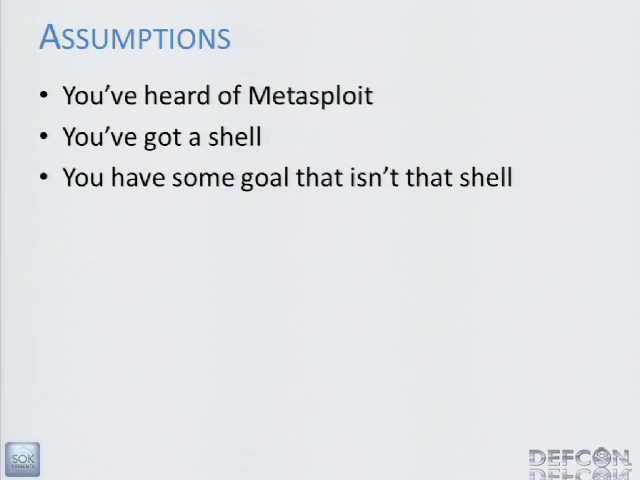 ASSUMPTIONS
• You've heard of Metasploit
• You've got a shell
• You have some goal that isn't that shell
SOK
DEFCON